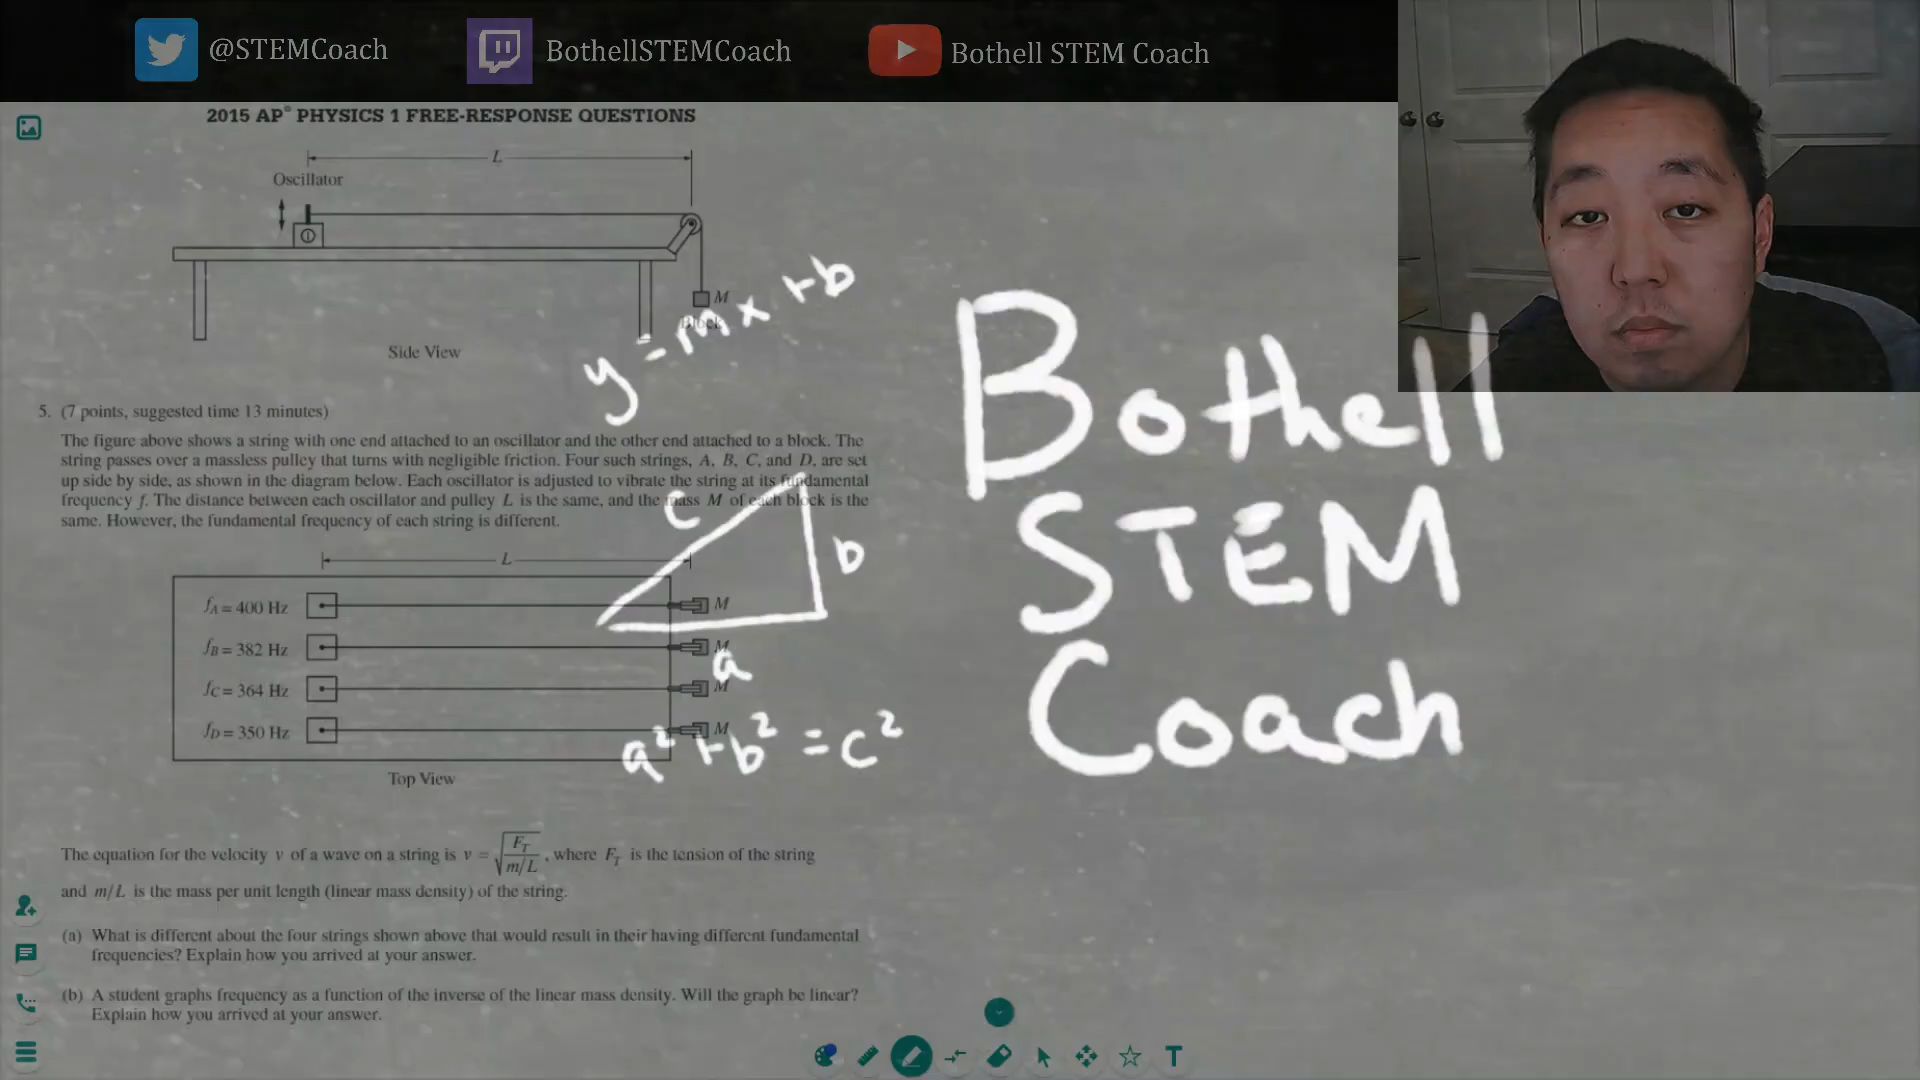 @STEMCoach
BothellSTEMCoach
Bothell STEM Coach
2015 AP® PHYSICS 1 FREE-RESPONSE QUESTIONS
L
Oscillator
M
Block
Side View
y = mx + b
Bothell
STEM
Coach
5. (7 points, suggested time 13 minutes)
The figure above shows a string with one end attached to an oscillator and the other end attached to a block. The
string passes over a massless pulley that turns with negligible friction. Four such strings, A, B, C, and D, are set
up side by side, as shown in the diagram below. Each oscillator is adjusted to vibrate the string at its fundamental
frequency f. The distance between each oscillator and pulley L is the same, and the mass M of each block is the
same. However, the fundamental frequency of each string is different.
c
b
a
a² + b² = c²
L
f_A = 400 Hz M
f_B = 382 Hz M
f_C = 364 Hz M
f_D = 350 Hz M
Top View
The equation for the velocity v of a wave on a string is v = √(F_T / (m/L)), where F_T is the tension of the string
and m/L is the mass per unit length (linear mass density) of the string.
(a) What is different about the four strings shown above that would result in their having different fundamental
frequencies? Explain how you arrived at your answer.
(b) A student graphs frequency as a function of the inverse of the linear mass density. Will the graph be linear?
Explain how you arrived at your answer.
T